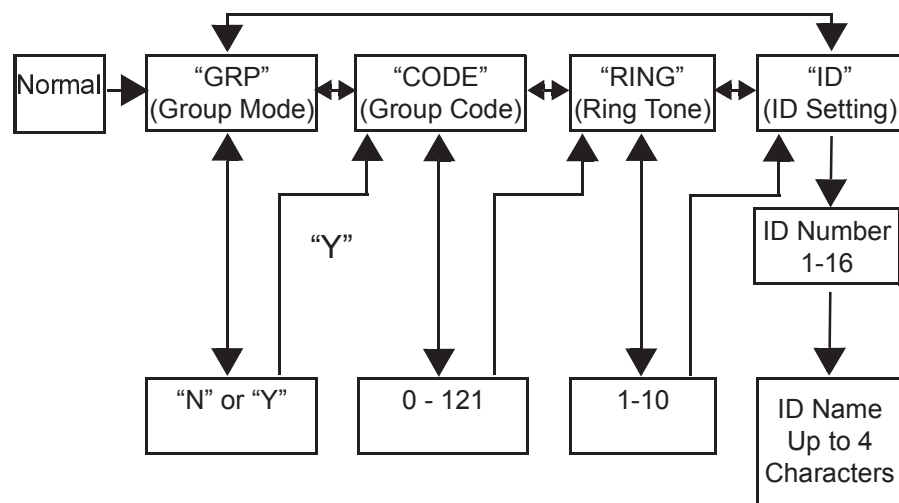 Normal
“GRP”
(Group Mode)
“CODE”
(Group Code)
“RING”
(Ring Tone)
“ID”
(ID Setting)
“Y”
ID Number
1-16
“N” or “Y”
0 - 121
1-10
ID Name
Up to 4
Characters